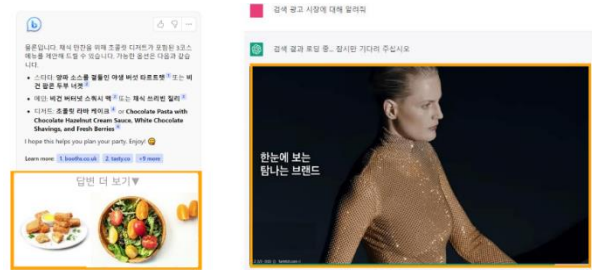 물론입니다. 채식 만찬을 위해 초콜릿 디저트가 포함된 3코스
메뉴를 제안해 드릴 수 있습니다. 가능한 옵션은 다음과 같습
니다.
• 스타터: 양파 소스를 곁들인 야생 버섯 타르트렛 또는 비
건 팝콘 두부 너겟
• 메인: 비건 버터넛 스쿼시 맥 또는 채식 쓰리빈 칠리
• 디저트: 초콜릿 라바 케이크 or Chocolate Pasta with
Chocolate Hazelnut Cream Sauce, White Chocolate
Shavings, and Fresh Berries
I hope this helps you plan your party. Enjoy!
Learn more 1. bestfie.co.uk 2. tasty.co +9 more
답변 더 보기▼
검색 광고 시장에 대해 알려줘
검색 결과 로딩 중.. 잠시만 기다려 주십시오
한눈에 보는
탐나는 브랜드